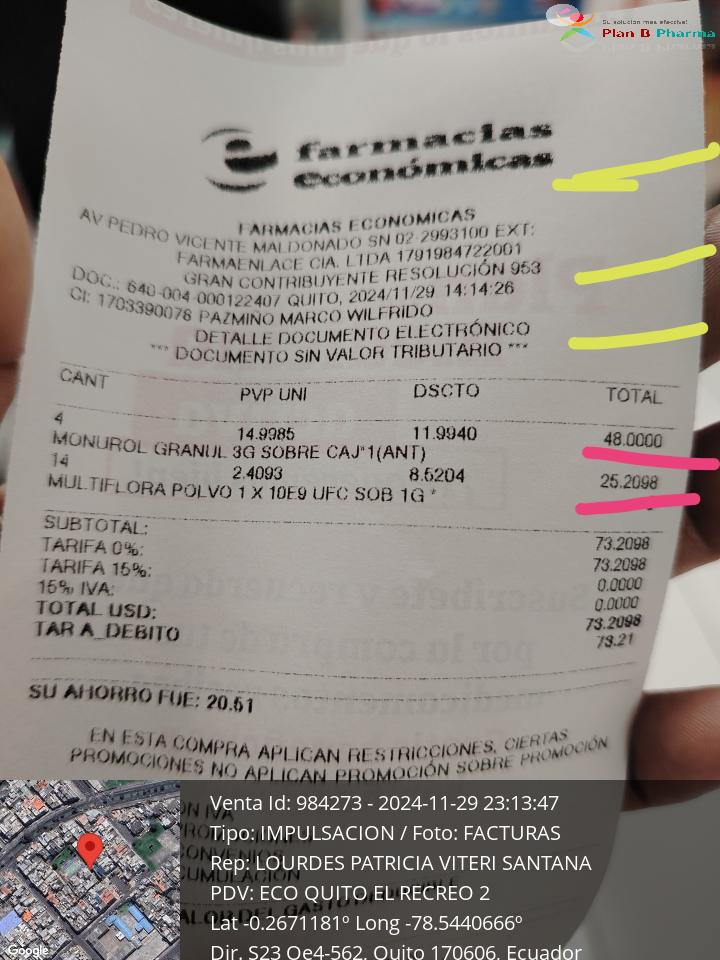 Su solución más efectiva!
Plan B Pharma
farmacias
económicas
FARMACIAS ECONOMICAS
AV PEDRO VICENTE MALDONADO SN 02-2993100 EXT:
FARMAENLACE CIA. LTDA 1791984722001
GRAN CONTRIBUYENTE RESOLUCIÓN 953
DOC.: 640-004-000122407 QUITO, 2024/11/29 14:14:26
CI: 1703390078 PAZMIÑO MARCO WILFRIDO
DETALLE DOCUMENTO ELECTRÓNICO
*** DOCUMENTO SIN VALOR TRIBUTARIO ***
CANT PVP UNI DSCTO TOTAL
4 14.9985 11.9940 48.0000
MONUROL GRANUL 3G SOBRE CAJ*1(ANT)
14 2.4093 8.5204 25.2098
MULTIFLORA POLVO 1 X 10E9 UFC SOB 1G *
SUBTOTAL: 73.2098
TARIFA 0%: 73.2098
TARIFA 15%: 0.0000
15% IVA: 0.0000
TOTAL USD: 73.2098
TAR A_DEBITO 73.21
SU AHORRO FUE: 20.51
EN ESTA COMPRA APLICAN RESTRICCIONES, CIERTAS
PROMOCIONES NO APLICAN PROMOCIÓN SOBRE PROMOCIÓN
Venta Id: 984273 - 2024-11-29 23:13:47
Tipo: IMPULSACION / Foto: FACTURAS
Rep: LOURDES PATRICIA VITERI SANTANA
PDV: ECO QUITO EL RECREO 2
Lat -0.2671181º Long -78.5440666º
Dir. S23 Oe4-562, Quito 170606, Ecuador
Google